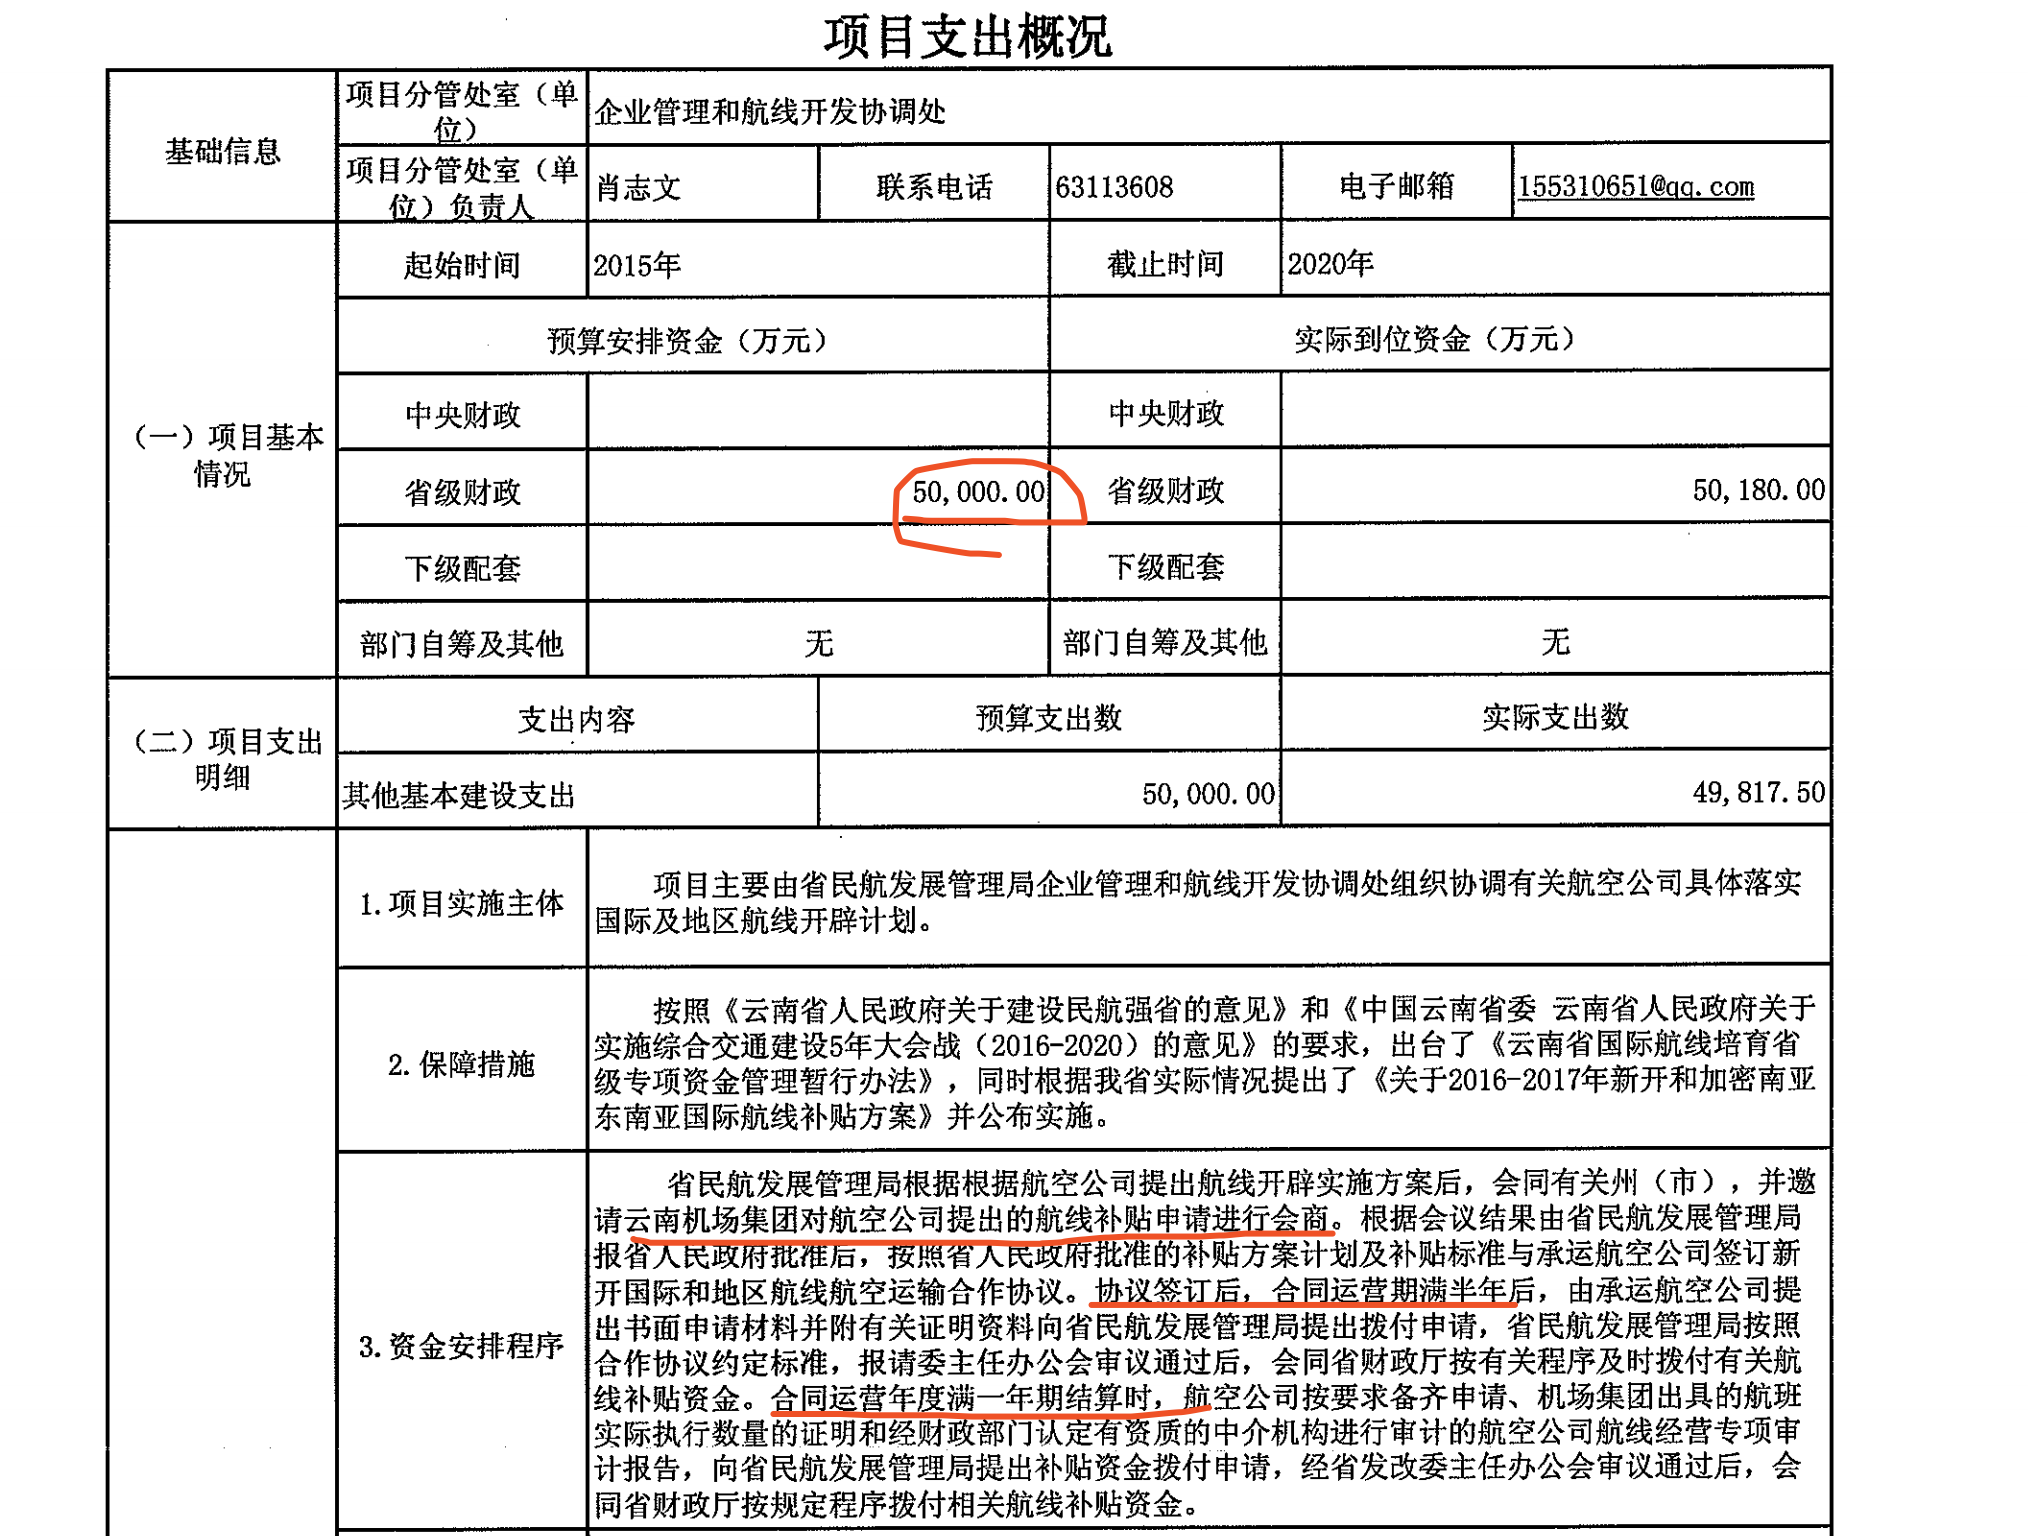 项目支出概况
基础信息
项目分管处室（单
位）
企业管理和航线开发协调处
项目分管处室（单
位）负责人
肖志文
联系电话
63113608
电子邮箱
155310651@qq.com
（一）项目基本
情况
起始时间
2015年
截止时间
2020年
预算安排资金（万元）
实际到位资金（万元）
中央财政
中央财政
省级财政
50,000.00
省级财政
50,180.00
下级配套
下级配套
部门自筹及其他
无
部门自筹及其他
无
（二）项目支出
明细
支出内容
预算支出数
实际支出数
其他基本建设支出
50,000.00
49,817.50
1.项目实施主体
项目主要由省民航发展管理局企业管理和航线开发协调处组织协调有关航空公司具体落实
国际及地区航线开辟计划。
2.保障措施
按照《云南省人民政府关于建设民航强省的意见》和《中国云南省委 云南省人民政府关于
实施综合交通建设5年大会战（2016-2020）的意见》的要求，出台了《云南省国际航线培育省
级专项资金管理暂行办法》，同时根据我省实际情况提出了《关于2016-2017年新开和加密南亚
东南亚国际航线补贴方案》并公布实施。
3.资金安排程序
省民航发展管理局根据根据航空公司提出航线开辟实施方案后，会同有关州（市），并邀
请云南机场集团对航空公司提出的航线补贴申请进行会商。根据会议结果由省民航发展管理局
报省人民政府批准后，按照省人民政府批准的补贴方案计划及补贴标准与承运航空公司签订新
开国际和地区航线航空运输合作协议。协议签订后，合同运营期满半年后，由承运航空公司提
出书面申请材料并附有关证明资料向省民航发展管理局提出拨付申请，省民航发展管理局按照
合作协议约定标准，报请委主任办公会审议通过后，会同省财政厅按有关程序及时拨付有关航
线补贴资金。合同运营年度满一年期结算时，航空公司按要求备齐申请、机场集团出具的航班
实际执行数量的证明和经财政部门认定有资质的中介机构进行审计的航空公司航线经营专项审
计报告，向省民航发展管理局提出补贴资金拨付申请，经省发改委主任办公会审议通过后，会
同省财政厅按规定程序拨付相关航线补贴资金。